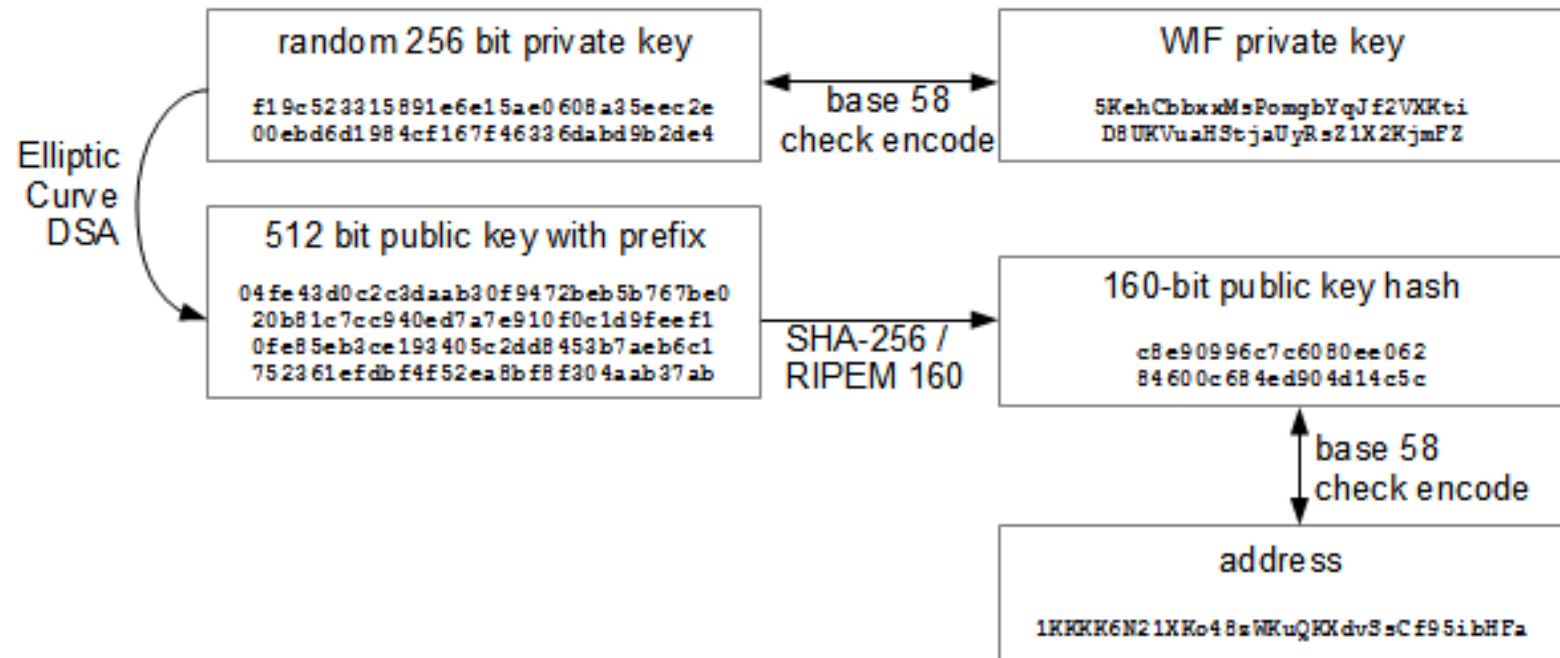 random 256 bit private key
f19c523315891e6e15ae0608a35eec2e
00ebd6d1984cf167f46336dabd9b2de4
base 58
check encode
WIF private key
5KehCbbxxMsPomgbYqJf2VXKti
D8UKVuaHStjaUyRsZ1X2KjmFZ
Elliptic
Curve
DSA
512 bit public key with prefix
04fe43d0c2c3daab30f9472beb5b767be0
20b81c7cc940ed7a7e910f0c1d9feef1
0fe85eb3ce193405c2dd8453b7aeb6c1
752361efdbf4f52ea8bf8f304aab37ab
SHA-256 /
RIPEM 160
160-bit public key hash
c8e90996c7c6080ee062
84600c684ed904d14c5c
base 58
check encode
address
1KKKK6N21XKo48zWKuQKXdvSsCf95ibHFa